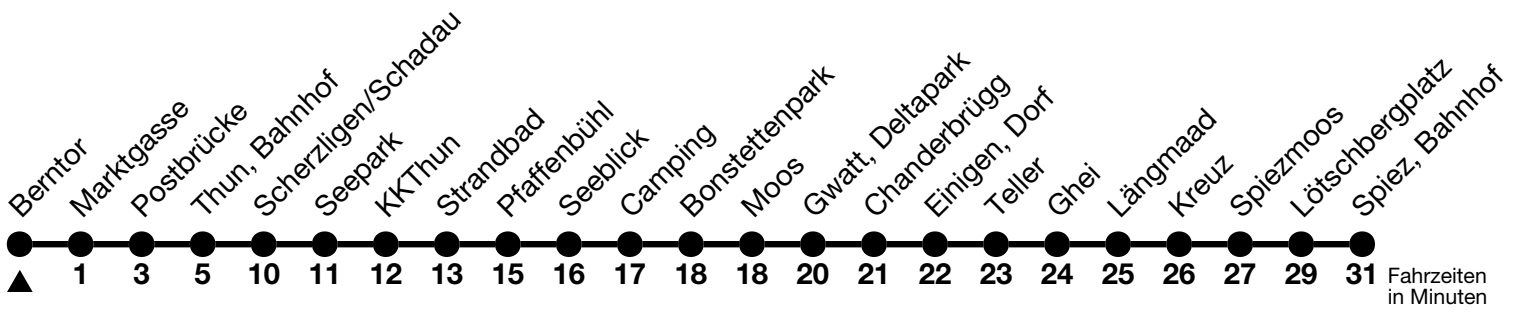 Berntor
Marktgasse
Postbrücke
Thun, Bahnhof
Scherzligen/Schadau
Seepark
KKThun
Strandbad
Pfaffenbühl
Seeblick
Camping
Bonstettenpark
Moos
Gwatt, Deltapark
Chanderbrügg
Einigen, Dorf
Teller
Ghei
Längmaad
Kreuz
Spiezmoos
Lötschbergplatz
Spiez, Bahnhof
1 3 5 10 11 12 13 15 16 17 18 18 20 21 22 23 24 25 26 27 29 31 Fahrzeiten
in Minuten